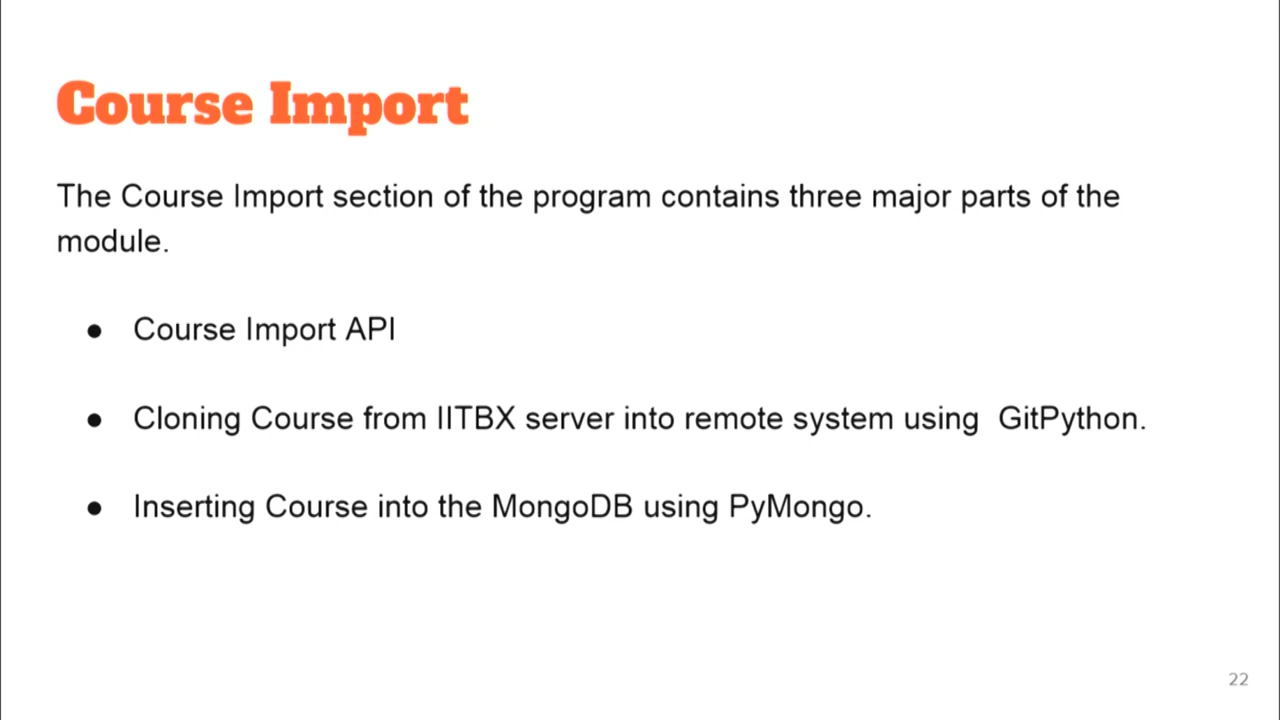 Course Import
The Course Import section of the program contains three major parts of the
module.
● Course Import API
● Cloning Course from IITBX server into remote system using  GitPython.
● Inserting Course into the MongoDB using PyMongo.
22